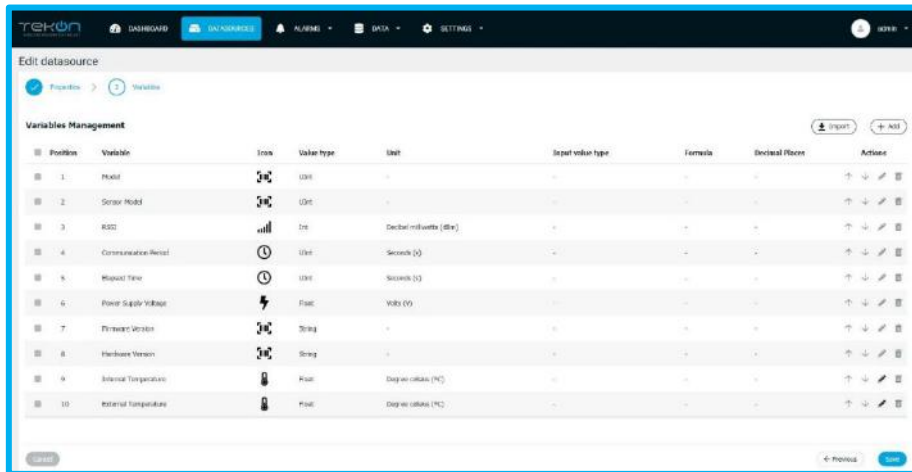 TEKON DASHBOARD DATASOURCES ALARMS DATA SETTINGS admin
Edit datasource
Properties > 2 Variables
Variables Management Import + Add
Position Variable Icon Value type Unit Input value type Formula Decimal Places Actions
1 Model UInt -  - - -
2 Sensor Model UInt - - - -
3 RSSI Int Decibel milliwatts (dBm) - - -
4 Communication Period UInt Seconds (s) - - -
5 Elapsed Time UInt Seconds (s) - - -
6 Power Supply Voltage Float Volts (V) - - -
7 Firmware Version String - - - -
8 Hardware Version String - - - -
9 Internal Temperature Float Degree celsius (ºC) - - -
10 External Temperature Float Degree celsius (ºC) - - -
Cancel ← Previous Save